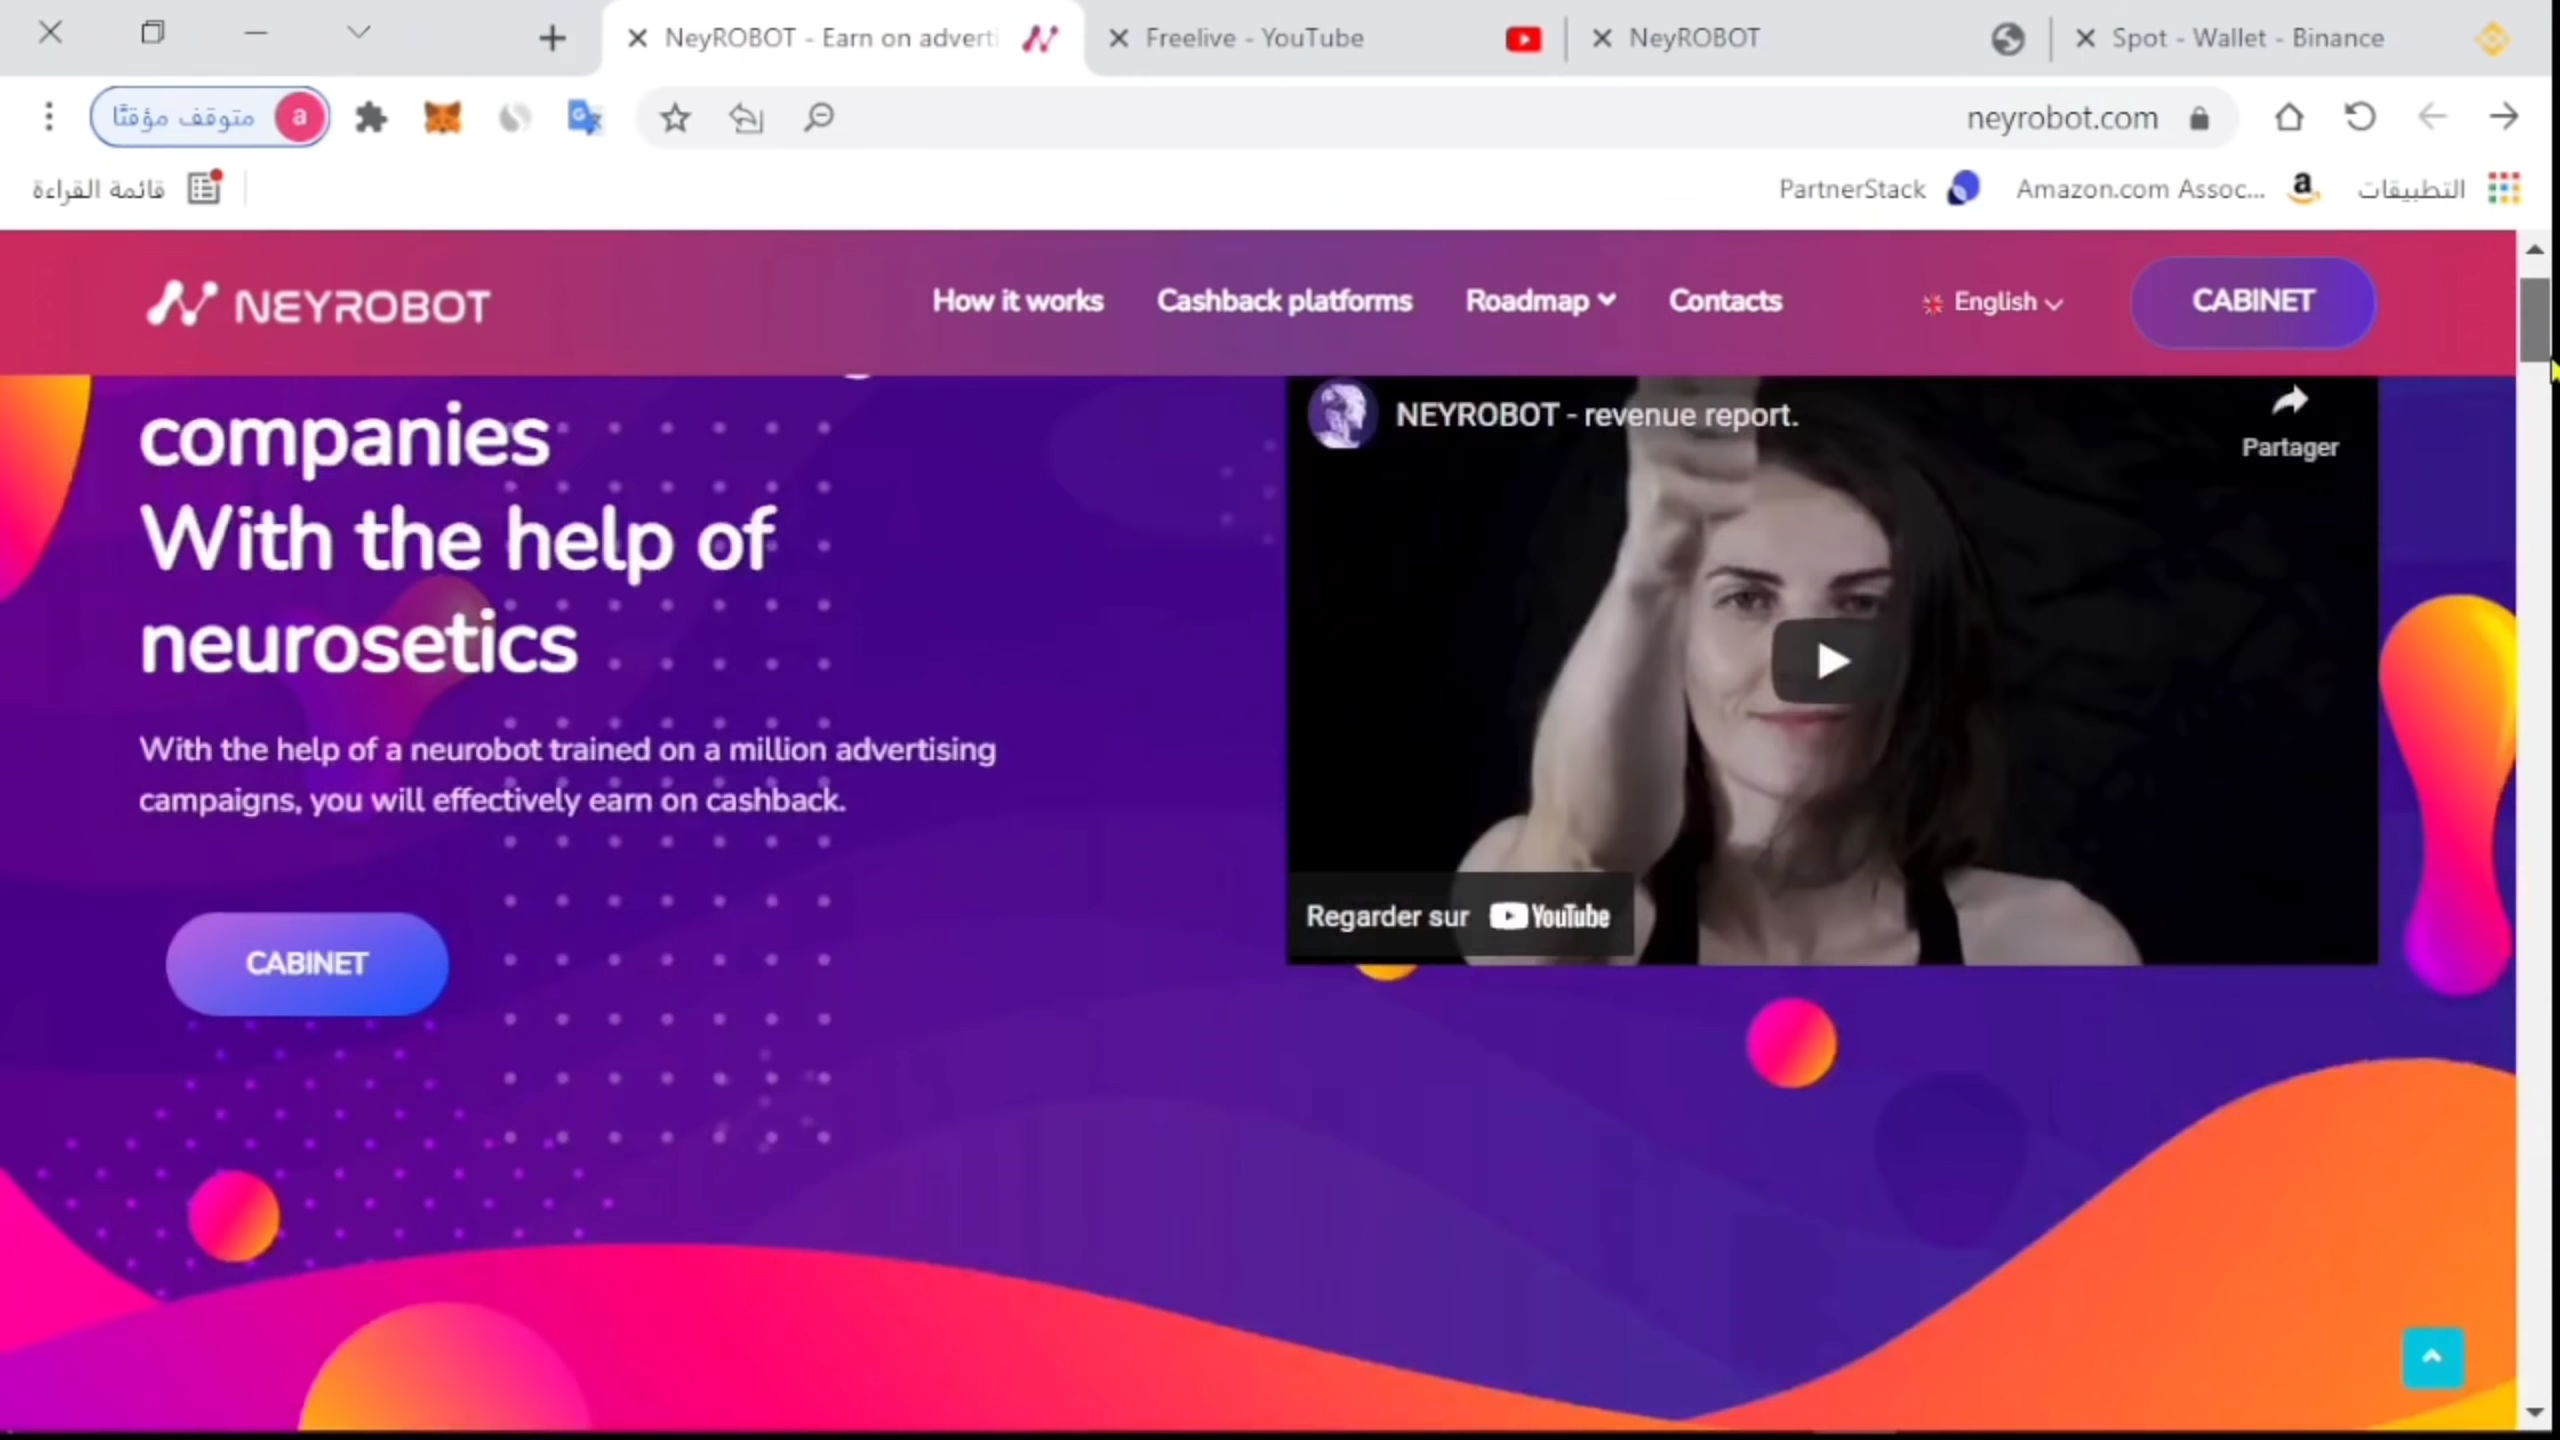 NeyROBOT - Earn on adverti
Freelive - YouTube
NeyROBOT
Spot - Wallet - Binance
متوقف مؤقتًا
a
neyrobot.com
قائمة القراءة
PartnerStack
Amazon.com Assoc...
التطبيقات
NEYROBOT
How it works
Cashback platforms
Roadmap
Contacts
English
CABINET
companies
With the help of
neurosetics
With the help of a neurobot trained on a million advertising
campaigns, you will effectively earn on cashback.
CABINET
NEYROBOT - revenue report.
Partager
Regarder sur YouTube